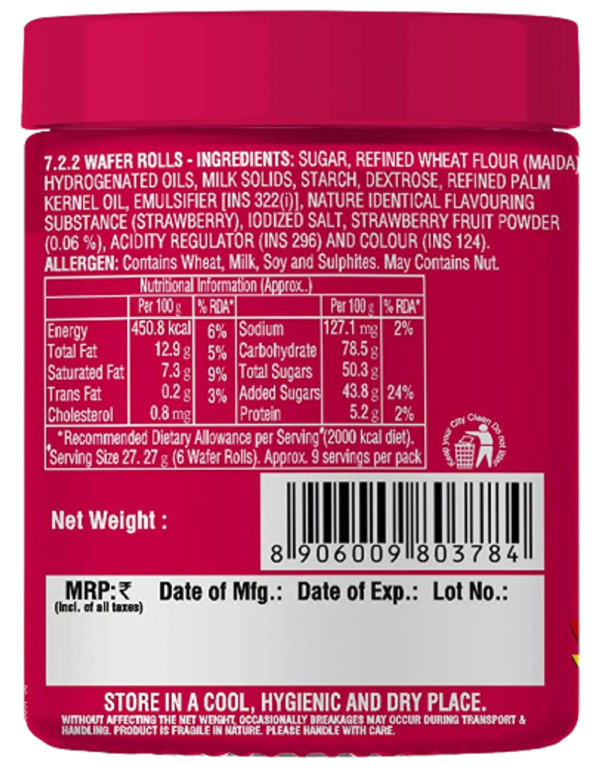 7.2.2 WAFER ROLLS - INGREDIENTS: SUGAR, REFINED WHEAT FLOUR (MAIDA)
HYDROGENATED OILS, MILK SOLIDS, STARCH, DEXTROSE, REFINED PALM
KERNEL OIL, EMULSIFIER [INS 322(i)], NATURE IDENTICAL FLAVOURING
SUBSTANCE (STRAWBERRY), IODIZED SALT, STRAWBERRY FRUIT POWDER
(0.06 %), ACIDITY REGULATOR (INS 296) AND COLOUR (INS 124).
ALLERGEN: Contains Wheat, Milk, Soy and Sulphites. May Contains Nut.
Nutritional Information (Approx..)
Per 100 g % RDA* Per 100 g % RDA*
Energy 450.8 kcal 6% Sodium 127.1 mg 2%
Total Fat 12.9 g 5% Carbohydrate 78.5 g
Saturated Fat 7.3 g 9% Total Sugars 50.3 g
Trans Fat 0.2 g 3% Added Sugars 43.8 g 24%
Cholesterol 0.8 mg Protein 5.2 g 2%
*Recommended Dietary Allowance per Serving#(2000 kcal diet).
#Serving Size 27. 27 g (6 Wafer Rolls). Approx. 9 servings per pack
Keep your City Clean Do not litter
Net Weight :
8 906009 803784
MRP:₹ Date of Mfg.: Date of Exp.: Lot No.:
(Incl. of all taxes)
STORE IN A COOL, HYGIENIC AND DRY PLACE.
WITHOUT AFFECTING THE NET WEIGHT, OCCASIONALLY BREAKAGES MAY OCCUR DURING TRANSPORT &
HANDLING. PRODUCT IS FRAGILE IN NATURE. PLEASE HANDLE WITH CARE.